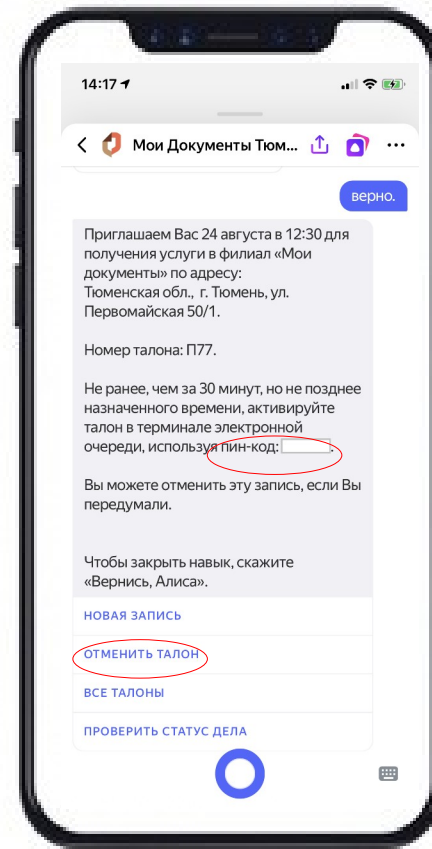 14:17
Мои Документы Тюм...
верно.
Приглашаем Вас 24 августа в 12:30 для
получения услуги в филиал «Мои
документы» по адресу:
Тюменская обл.,  г. Тюмень, ул.
Первомайская 50/1.
Номер талона: П77.
Не ранее, чем за 30 минут, но не позднее
назначенного времени, активируйте
талон в терминале электронной
очереди, используя пин-код: .
Вы можете отменить эту запись, если Вы
передумали.
Чтобы закрыть навык, скажите
«Вернись, Алиса».
НОВАЯ ЗАПИСЬ
ОТМЕНИТЬ ТАЛОН
ВСЕ ТАЛОНЫ
ПРОВЕРИТЬ СТАТУС ДЕЛА